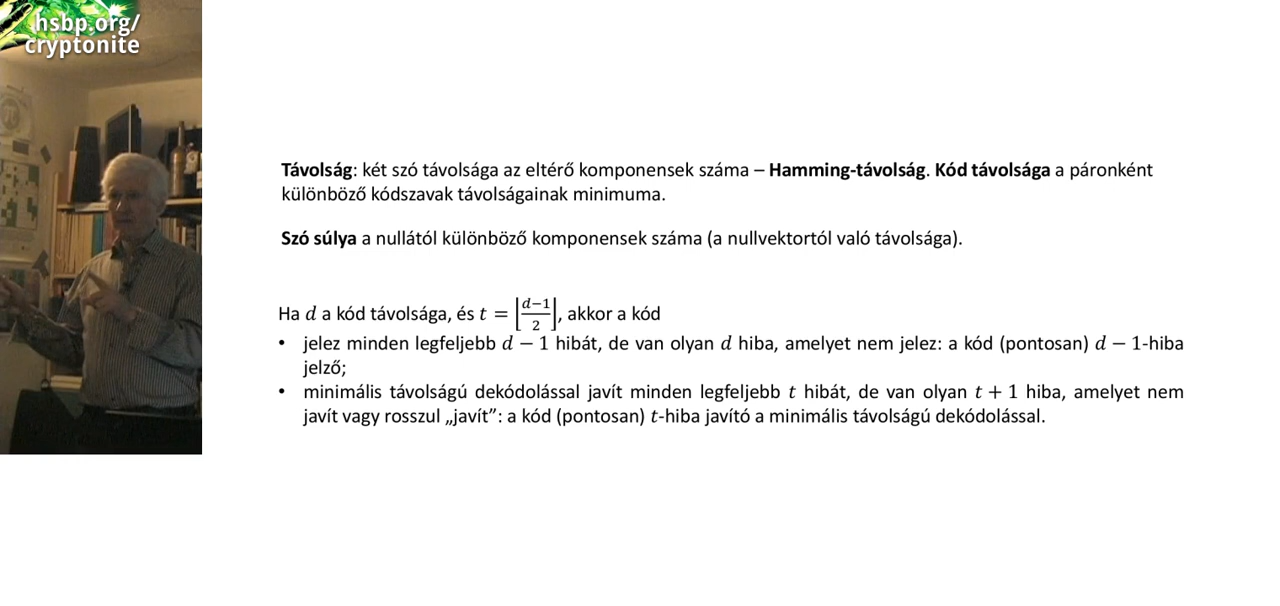 hsbp.org/
cryptonite
Távolság: két szó távolsága az eltérő komponensek száma – Hamming-távolság. Kód távolsága a páronként
különböző kódszavak távolságainak minimuma.
Szó súlya a nullától különböző komponensek száma (a nullvektortól való távolsága).
Ha d a kód távolsága, és t = ⌊(d−1)/2⌋, akkor a kód
• jelez minden legfeljebb d − 1 hibát, de van olyan d hiba, amelyet nem jelez: a kód (pontosan) d − 1-hiba
jelző;
• minimális távolságú dekódolással javít minden legfeljebb t hibát, de van olyan t + 1 hiba, amelyet nem
javít vagy rosszul „javít”: a kód (pontosan) t-hiba javító a minimális távolságú dekódolással.